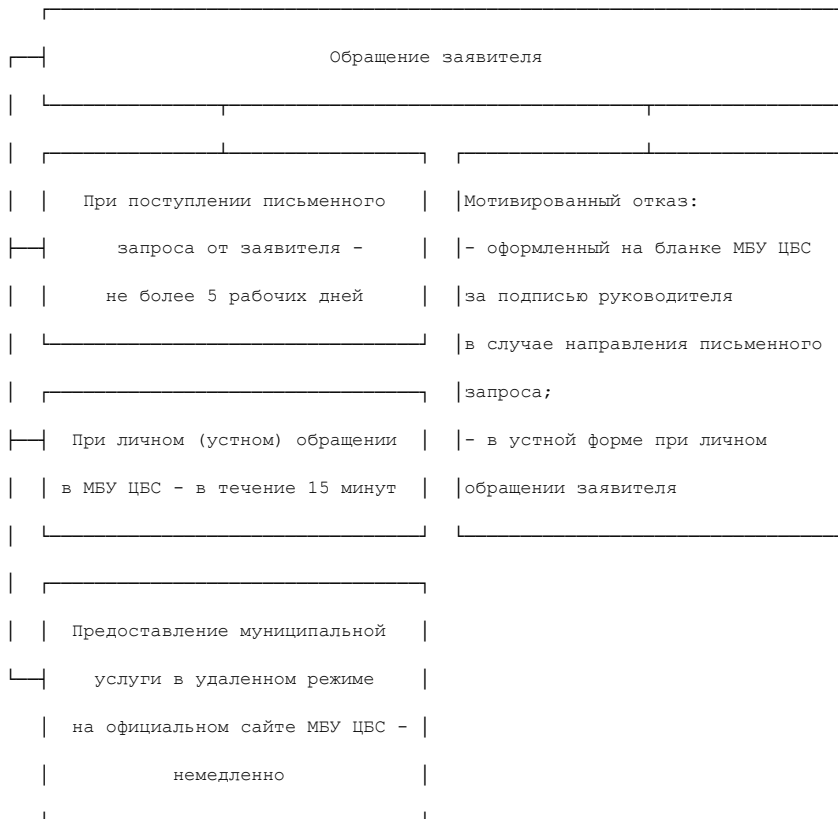 Обращение заявителя
При поступлении письменного
запроса от заявителя -
не более 5 рабочих дней
При личном (устном) обращении
в МБУ ЦБС - в течение 15 минут
Предоставление муниципальной
услуги в удаленном режиме
на официальном сайте МБУ ЦБС -
немедленно
Мотивированный отказ:
- оформленный на бланке МБУ ЦБС
за подписью руководителя
в случае направления письменного
запроса;
- в устной форме при личном
обращении заявителя